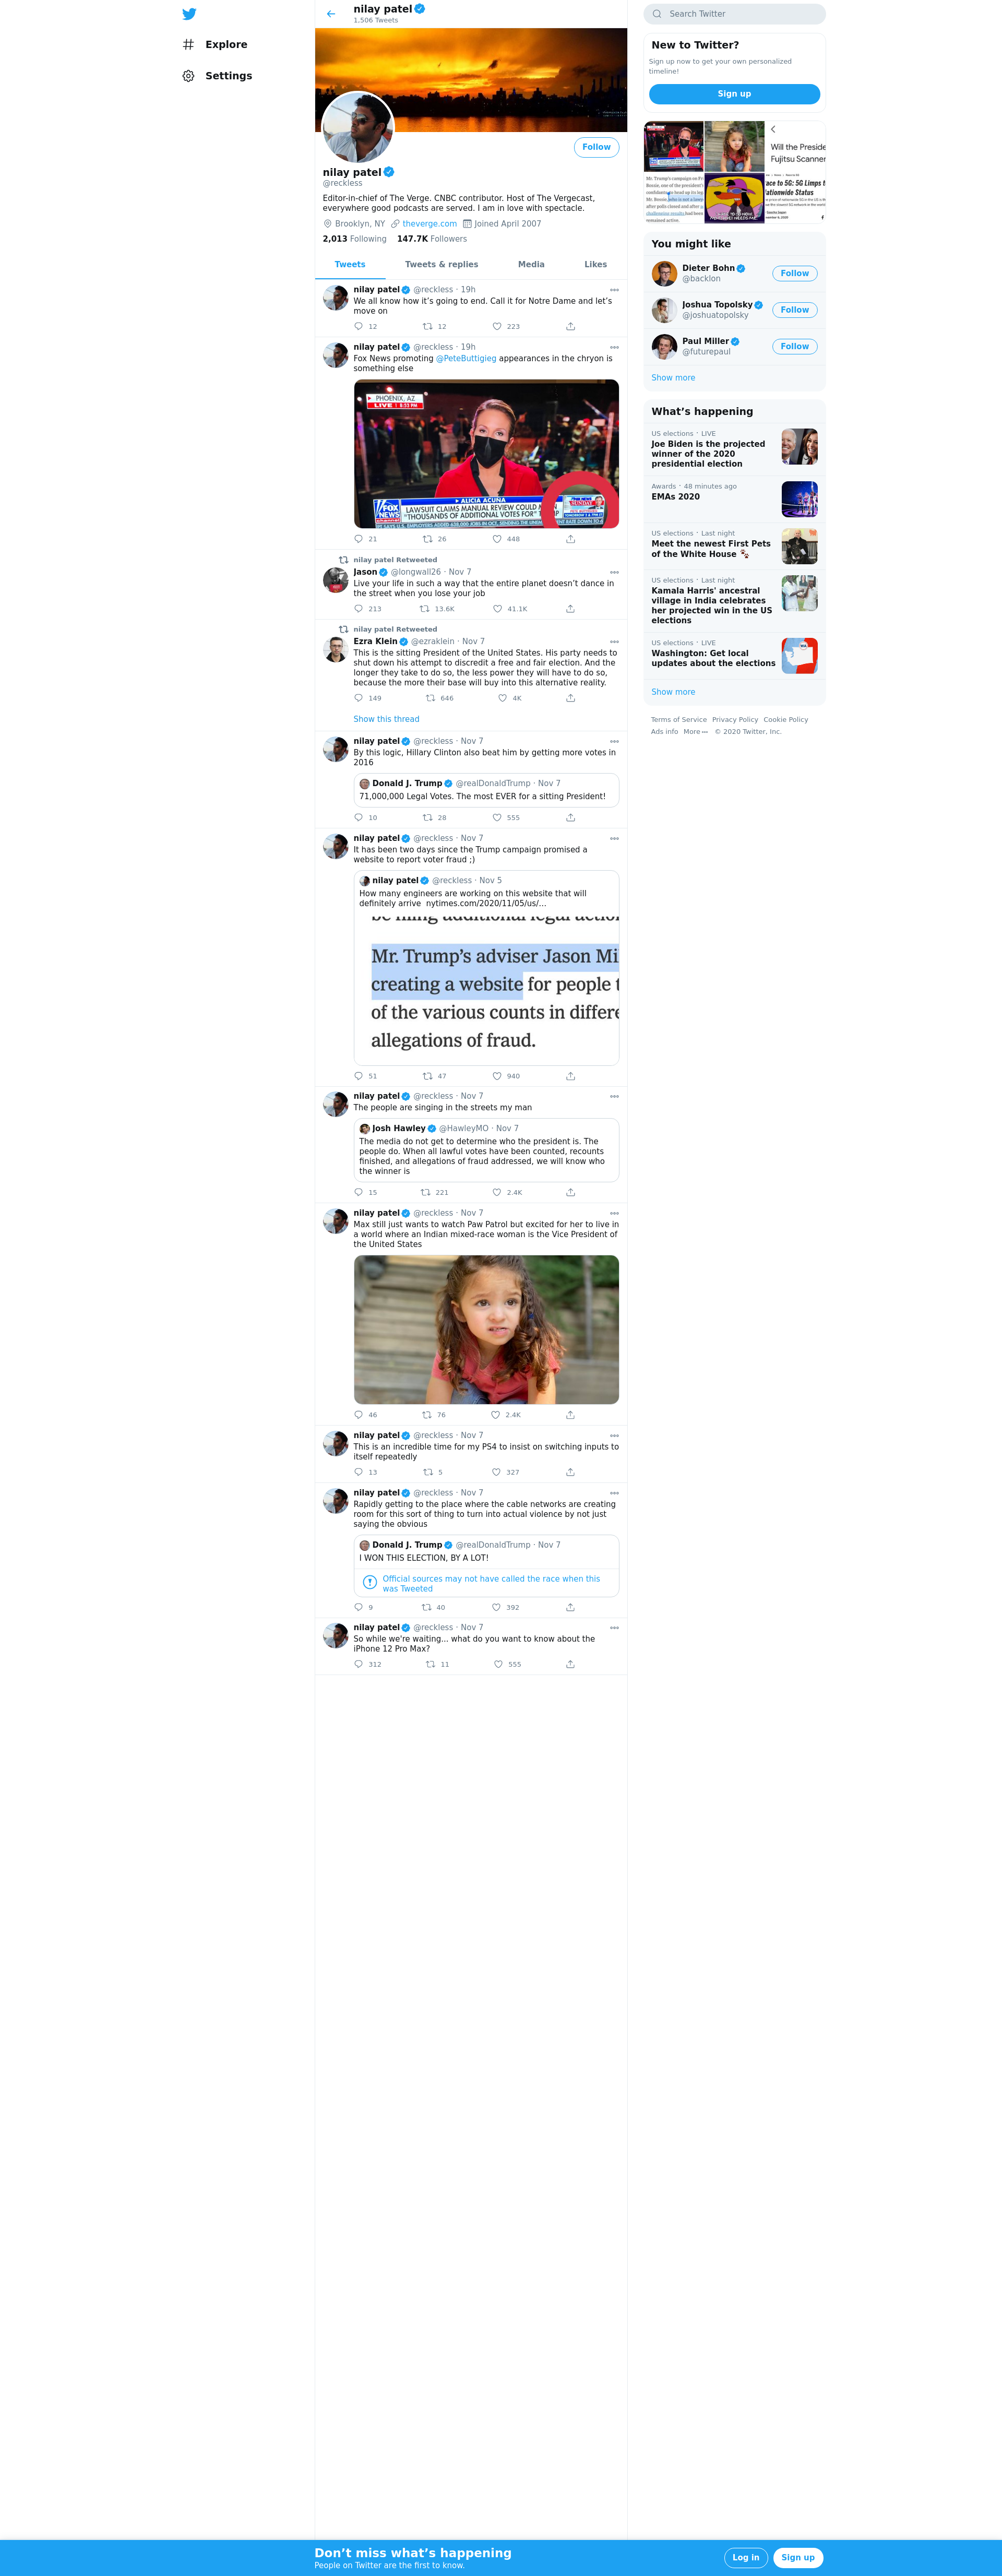 nilay patel
1,506 Tweets
Explore
Settings
Follow
nilay patel
@reckless
Editor-in-chief of The Verge. CNBC contributor. Host of The Vergecast,
everywhere good podcasts are served. I am in love with spectacle.
Brooklyn, NY theverge.com Joined April 2007
2,013 Following 147.7K Followers
Tweets Tweets & replies Media Likes
nilay patel @reckless · 19h
We all know how it’s going to end. Call it for Notre Dame and let’s
move on
12 12 223
nilay patel @reckless · 19h
Fox News promoting @PeteButtigieg appearances in the chryon is
something else
PHOENIX, AZ
LIVE 8:53 PM
ALICIA ACUÑA
FOX NEWS
LAWSUIT CLAIMS MANUAL REVIEW COULD
"THOUSANDS OF ADDITIONAL VOTES FOR"
SUNDAY
21 26 448
nilay patel Retweeted
Jason @longwall26 · Nov 7
Live your life in such a way that the entire planet doesn’t dance in
the street when you lose your job
213 13.6K 41.1K
nilay patel Retweeted
Ezra Klein @ezraklein · Nov 7
This is the sitting President of the United States. His party needs to
shut down his attempt to discredit a free and fair election. And the
longer they take to do so, the less power they will have to do so,
because the more their base will buy into this alternative reality.
149 646 4K
Show this thread
nilay patel @reckless · Nov 7
By this logic, Hillary Clinton also beat him by getting more votes in
2016
Donald J. Trump @realDonaldTrump · Nov 7
71,000,000 Legal Votes. The most EVER for a sitting President!
10 28 555
nilay patel @reckless · Nov 7
It has been two days since the Trump campaign promised a
website to report voter fraud ;)
nilay patel @reckless · Nov 5
How many engineers are working on this website that will
definitely arrive nytimes.com/2020/11/05/us/…
be filing additional legal action
Mr. Trump’s adviser Jason Mi
creating a website for people t
of the various counts in differe
allegations of fraud.
51 47 940
nilay patel @reckless · Nov 7
The people are singing in the streets my man
Josh Hawley @HawleyMO · Nov 7
The media do not get to determine who the president is. The
people do. When all lawful votes have been counted, recounts
finished, and allegations of fraud addressed, we will know who
the winner is
15 221 2.4K
nilay patel @reckless · Nov 7
Max still just wants to watch Paw Patrol but excited for her to live in
a world where an Indian mixed-race woman is the Vice President of
the United States
46 76 2.4K
nilay patel @reckless · Nov 7
This is an incredible time for my PS4 to insist on switching inputs to
itself repeatedly
13 5 327
nilay patel @reckless · Nov 7
Rapidly getting to the place where the cable networks are creating
room for this sort of thing to turn into actual violence by not just
saying the obvious
Donald J. Trump @realDonaldTrump · Nov 7
I WON THIS ELECTION, BY A LOT!
Official sources may not have called the race when this
was Tweeted
9 40 392
nilay patel @reckless · Nov 7
So while we're waiting... what do you want to know about the
iPhone 12 Pro Max?
312 11 555
Search Twitter
New to Twitter?
Sign up now to get your own personalized
timeline!
Sign up
Will the Preside
Fujitsu Scanner
Mr. Trump’s campaign on Fr
ace to 5G: 5G Limps t
ationwide Status
You might like
Dieter Bohn
@backlon
Follow
Joshua Topolsky
@joshuatopolsky
Follow
Paul Miller
@futurepaul
Follow
Show more
What’s happening
US elections · LIVE
Joe Biden is the projected
winner of the 2020
presidential election
Awards · 48 minutes ago
EMAs 2020
US elections · Last night
Meet the newest First Pets
of the White House 🐾
US elections · Last night
Kamala Harris' ancestral
village in India celebrates
her projected win in the US
elections
US elections · LIVE
Washington: Get local
updates about the elections
Show more
Terms of Service Privacy Policy Cookie Policy
Ads info More ••• © 2020 Twitter, Inc.
Don’t miss what’s happening
People on Twitter are the first to know.
Log in
Sign up